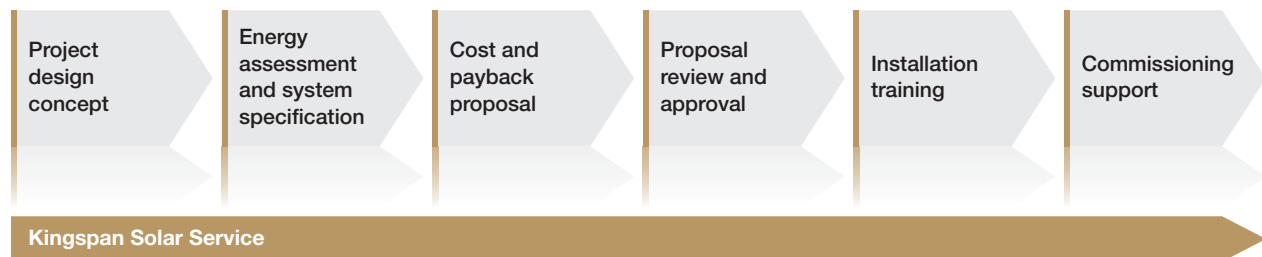 Project
design
concept
Energy
assessment
and system
specification
Cost and
payback
proposal
Proposal
review and
approval
Installation
training
Commissioning
support
Kingspan Solar Service